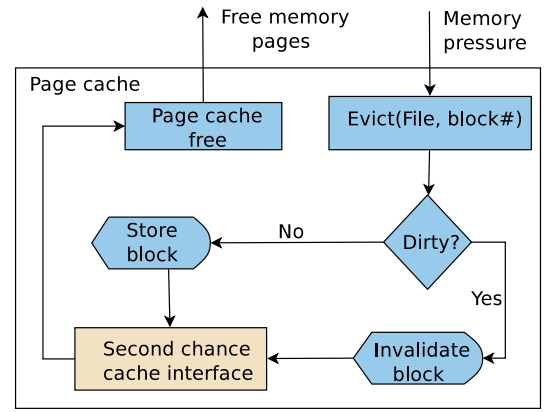 Free memory
pages
Memory
pressure
Page cache
Page cache
free
Evict(File, block#)
Store
block
No
Dirty?
Yes
Second chance
cache interface
Invalidate
block